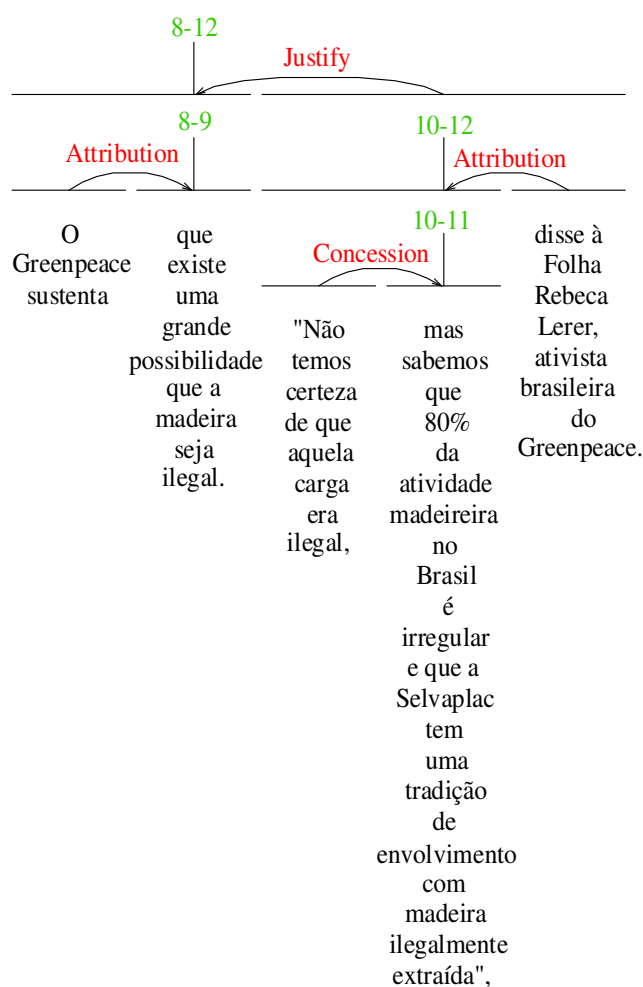 8-12
Justify
8-9
10-12
Attribution
Attribution
10-11
Concession
O
Greenpeace
sustenta
que
existe
uma
grande
possibilidade
que a
madeira
seja
ilegal.
"Não
temos
certeza
de que
aquela
carga
era
ilegal,
mas
sabemos
que
80%
da
atividade
madeireira
no
Brasil
é
irregular
e que a
Selvaplac
tem
uma
tradição
de
envolvimento
com
madeira
ilegalmente
extraída",
disse à
Folha
Rebeca
Lerer,
ativista
brasileira
do
Greenpeace.